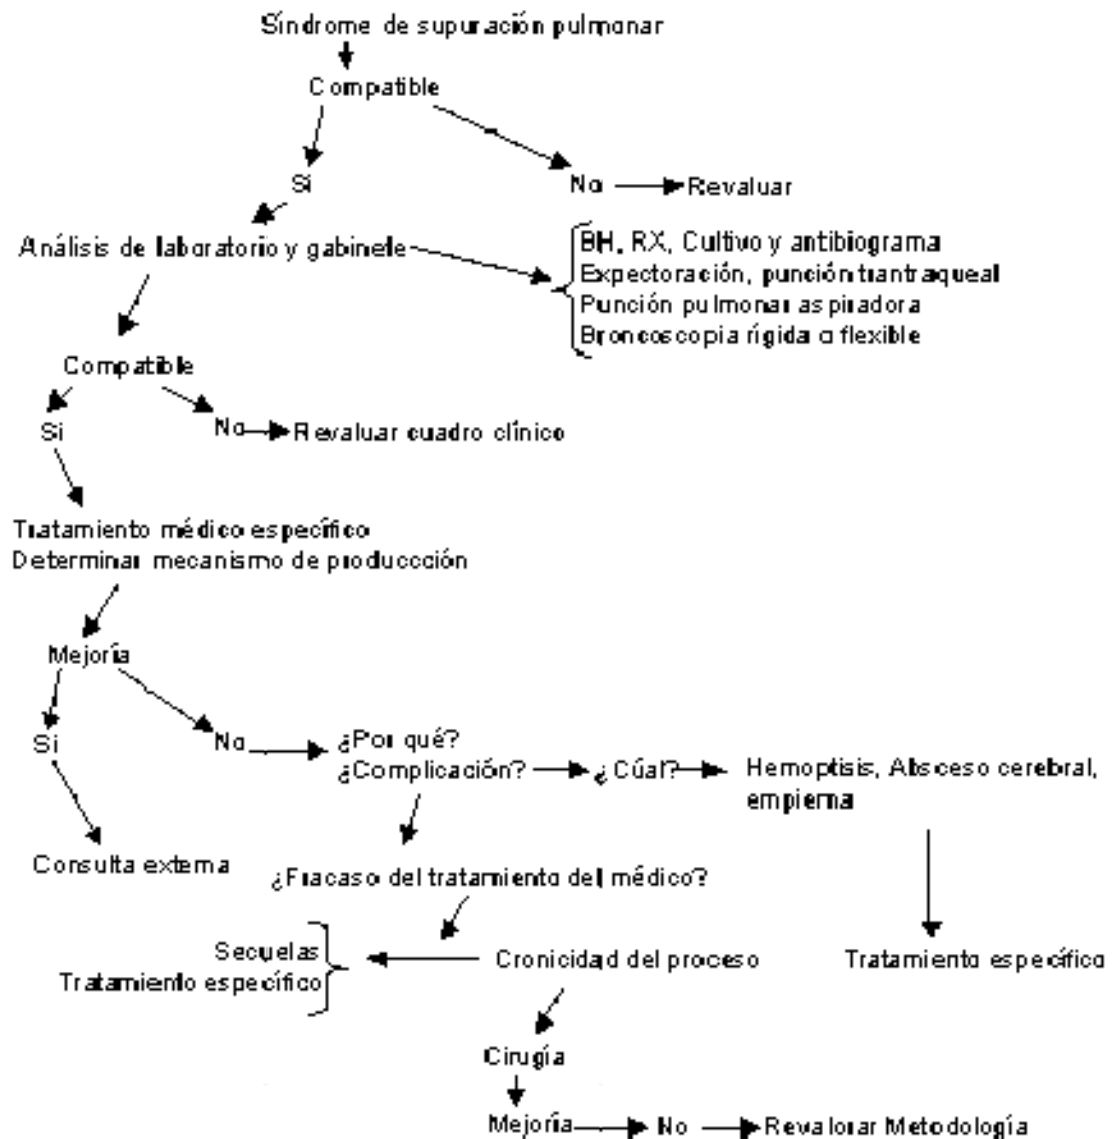 Síndrome de supuración pulmonar
Compatible
Si
No
Revaluar
Análisis de laboratorio y gabinete
BH, RX, Cultivo y antibiograma
Expectoración, punción trantraqueal
Punción pulmonar aspiradora
Broncoscopia rígida o flexible
Compatible
Si
No
Revaluar cuadro clínico
Tratamiento médico específico
Determinar mecanismo de produccción
Mejoría
Si
No
¿Por qué?
¿Complicación?
¿Cúal?
Hemoptisis, Absceso cerebral,
empierna
Consulta externa
¿Fracaso del tratamiento del médico?
Secuelas
Tratamiento específico
Cronicidad del proceso
Tratamiento específico
Cirugía
Mejoría
No
Revalorar Metodología